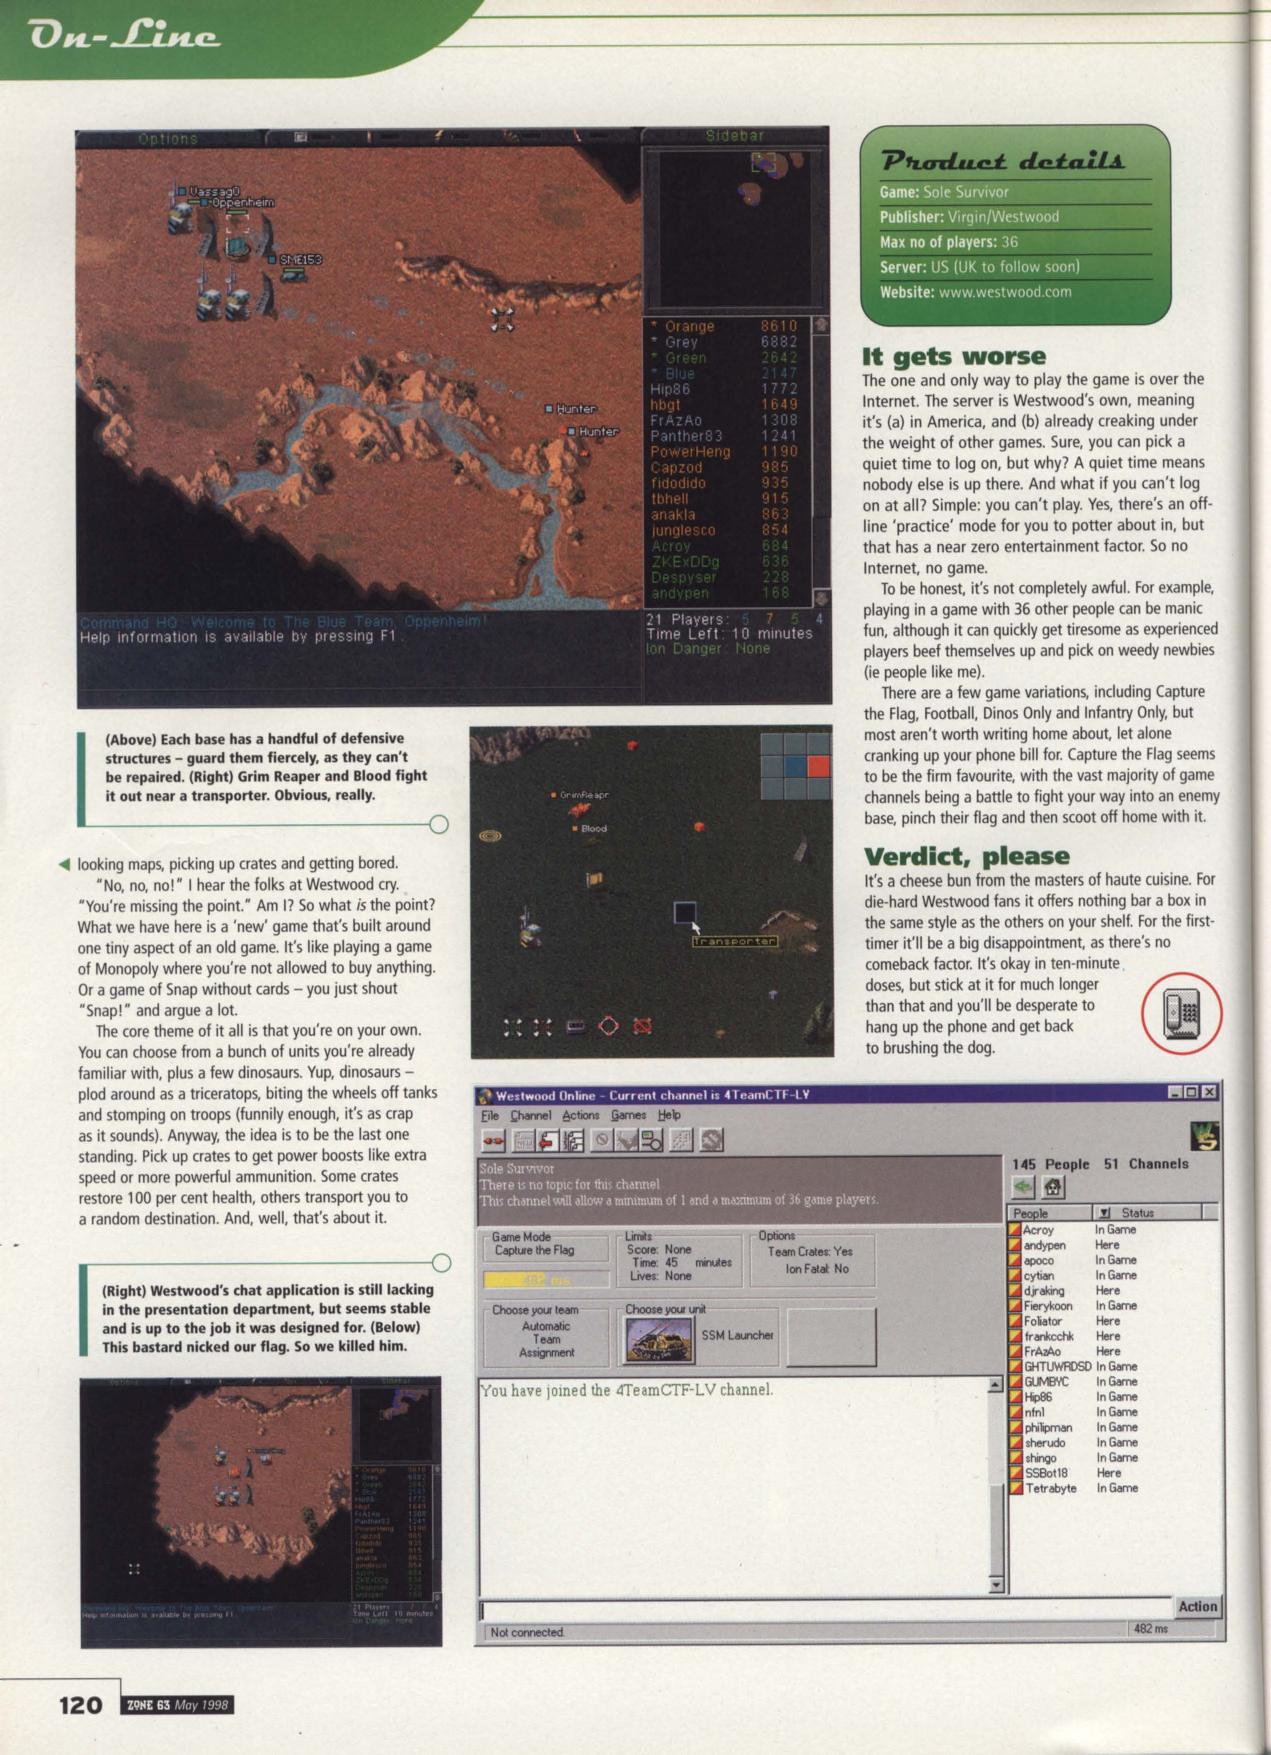 On-Line
Options
Sidebar
Vassag0
Oppenheim
SME153
Hunter
Hunter
* Orange 8610
* Grey 6882
* Green 2642
* Blue 2147
Hip86 1772
hbgt 1649
FrAzAo 1308
Panther83 1241
PowerHeng 1190
Capzod 985
fidodido 935
tbhell 915
anakla 863
junglesco 854
Acroy 684
ZKExDDg 636
Despyser 228
andypen 168
Command HQ: Welcome to The Blue Team, Oppenheim!
Help information is available by pressing F1.
21 Players: 5 7 5 4
Time Left: 10 minutes
Ion Danger: None
(Above) Each base has a handful of defensive
structures – guard them fiercely, as they can't
be repaired. (Right) Grim Reaper and Blood fight
it out near a transporter. Obvious, really.
GrimReapr
Blood
Transporter
looking maps, picking up crates and getting bored.
"No, no, no!" I hear the folks at Westwood cry.
"You're missing the point." Am I? So what is the point?
What we have here is a 'new' game that's built around
one tiny aspect of an old game. It's like playing a game
of Monopoly where you're not allowed to buy anything.
Or a game of Snap without cards – you just shout
"Snap!" and argue a lot.
The core theme of it all is that you're on your own.
You can choose from a bunch of units you're already
familiar with, plus a few dinosaurs. Yup, dinosaurs –
plod around as a triceratops, biting the wheels off tanks
and stomping on troops (funnily enough, it's as crap
as it sounds). Anyway, the idea is to be the last one
standing. Pick up crates to get power boosts like extra
speed or more powerful ammunition. Some crates
restore 100 per cent health, others transport you to
a random destination. And, well, that's about it.
(Right) Westwood's chat application is still lacking
in the presentation department, but seems stable
and is up to the job it was designed for. (Below)
This bastard nicked our flag. So we killed him.
Product details
Game: Sole Survivor
Publisher: Virgin/Westwood
Max no of players: 36
Server: US (UK to follow soon)
Website: www.westwood.com
It gets worse
The one and only way to play the game is over the
Internet. The server is Westwood's own, meaning
it's (a) in America, and (b) already creaking under
the weight of other games. Sure, you can pick a
quiet time to log on, but why? A quiet time means
nobody else is up there. And what if you can't log
on at all? Simple: you can't play. Yes, there's an off-
line 'practice' mode for you to potter about in, but
that has a near zero entertainment factor. So no
Internet, no game.
To be honest, it's not completely awful. For example,
playing in a game with 36 other people can be manic
fun, although it can quickly get tiresome as experienced
players beef themselves up and pick on weedy newbies
(ie people like me).
There are a few game variations, including Capture
the Flag, Football, Dinos Only and Infantry Only, but
most aren't worth writing home about, let alone
cranking up your phone bill for. Capture the Flag seems
to be the firm favourite, with the vast majority of game
channels being a battle to fight your way into an enemy
base, pinch their flag and then scoot off home with it.
Verdict, please
It's a cheese bun from the masters of haute cuisine. For
die-hard Westwood fans it offers nothing bar a box in
the same style as the others on your shelf. For the first-
timer it'll be a big disappointment, as there's no
comeback factor. It's okay in ten-minute
doses, but stick at it for much longer
than that and you'll be desperate to
hang up the phone and get back
to brushing the dog.
Westwood Online - Current channel is 4TeamCTF-LV
File Channel Actions Games Help
Sole Survivor
There is no topic for this channel
This channel will allow a minimum of 1 and a maximum of 36 game players.
145 People 51 Channels
Game Mode
Capture the Flag
482 ms
Limits
Score: None
Time: 45 minutes
Lives: None
Options
Team Crates: Yes
Ion Fatal: No
Choose your team
Automatic
Team
Assignment
Choose your unit
SSM Launcher
You have joined the 4TeamCTF-LV channel.
People Status
Acroy In Game
andypen Here
apoco In Game
cytian In Game
djraking Here
Fierykoon In Game
Foliator Here
frankcchk Here
FrAzAo Here
GHTUWRDSD In Game
GUMBYC In Game
Hip86 In Game
nfnl In Game
philipman In Game
sherudo In Game
shingo In Game
SSBot18 Here
Tetrabyte In Game
Action
Not connected.
482 ms
120 ZONE 63 May 1998